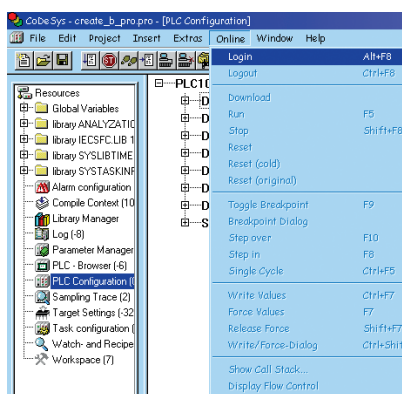 CoDeSys - create_b_pro.pro - [PLC Configuration]
File Edit Project Insert Extras Online Window Help
Resources
Global Variables
library ANALYZATIO
library IECSFC.LIB 1
library SYSLIBTIME
library SYSTASKINF
Alarm configuration
Compile Context (10
Library Manager
Log (-8)
Parameter Manager
PLC - Browser (-6)
PLC Configuration (
Sampling Trace (2)
Target Settings (-32
Task configuration (
Watch- and Recipe
Workspace (7)
PLC10
D
D
D
D
D
D
S
Login Alt+F8
Logout Ctrl+F8
Download
Run F5
Stop Shift+F8
Reset
Reset (cold)
Reset (original)
Toggle Breakpoint F9
Breakpoint Dialog
Step over F10
Step in F8
Single Cycle Ctrl+F5
Write Values Ctrl+F7
Force Values F7
Release Force Shift+F7
Write/Force-Dialog Ctrl+Shi
Show Call Stack...
Display Flow Control